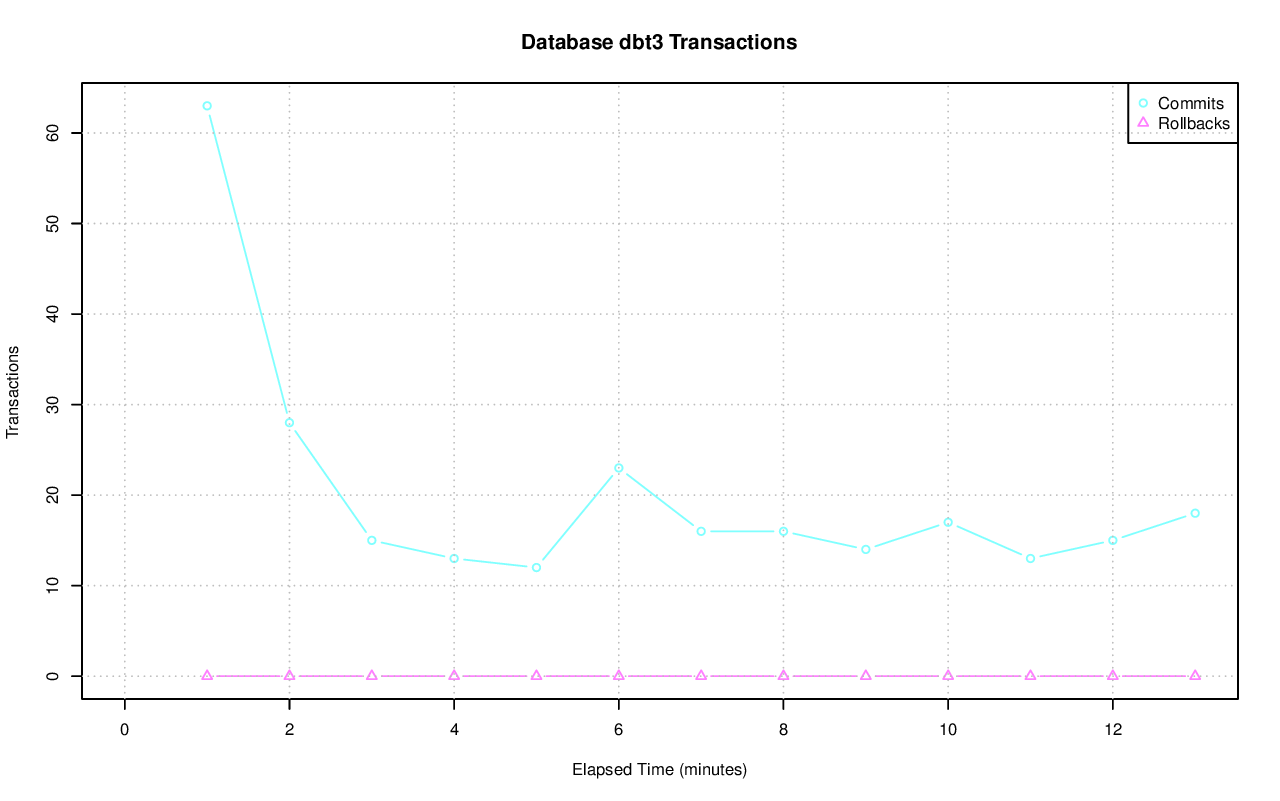 Database dbt3 Transactions
Commits
Rollbacks
Transactions
60
50
40
30
20
10
0
0 2 4 6 8 10 12
Elapsed Time (minutes)